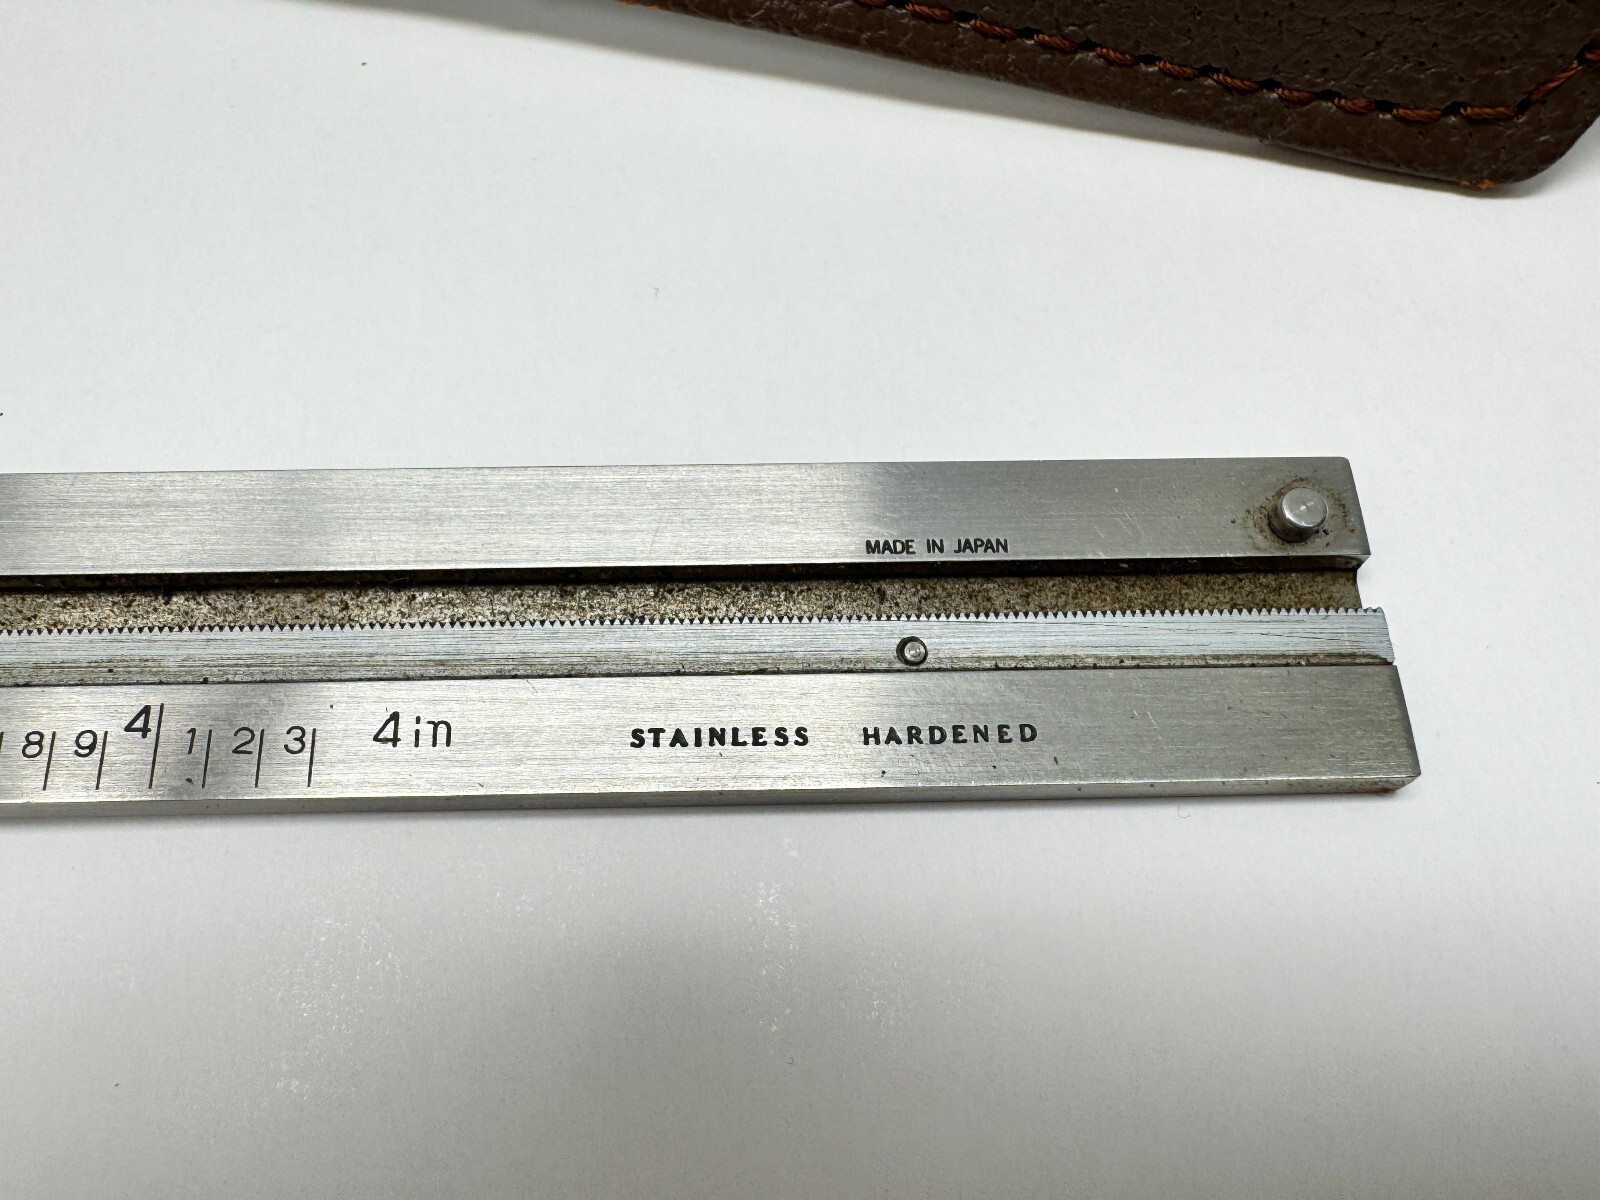 MADE IN JAPAN
8 9 4 1 2 3 4in STAINLESS HARDENED